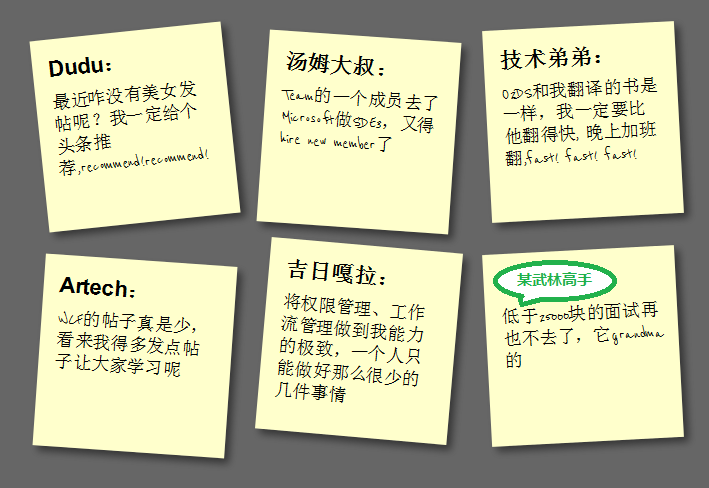 Dudu：
最近咋没有美女发
帖呢？我一定给个
头条推
荐,recommend!recommend!
汤姆大叔：
Team的一个成员去了
Microsoft做SDE3，又得
hire new member了
技术弟弟：
O2DS和我翻译的书是
一样，我一定要比
他翻得快,晚上加班
翻,fast! fast! fast!
Artech：
WCF的帖子真是少,
看来我得多发点帖
子让大家学习呢
吉日嘎拉：
将权限管理、工作
流管理做到我能力
的极致，一个人只
能做好那么很少的
几件事情
某武林高手
低于25000块的面试再
也不去了，它grandma
的